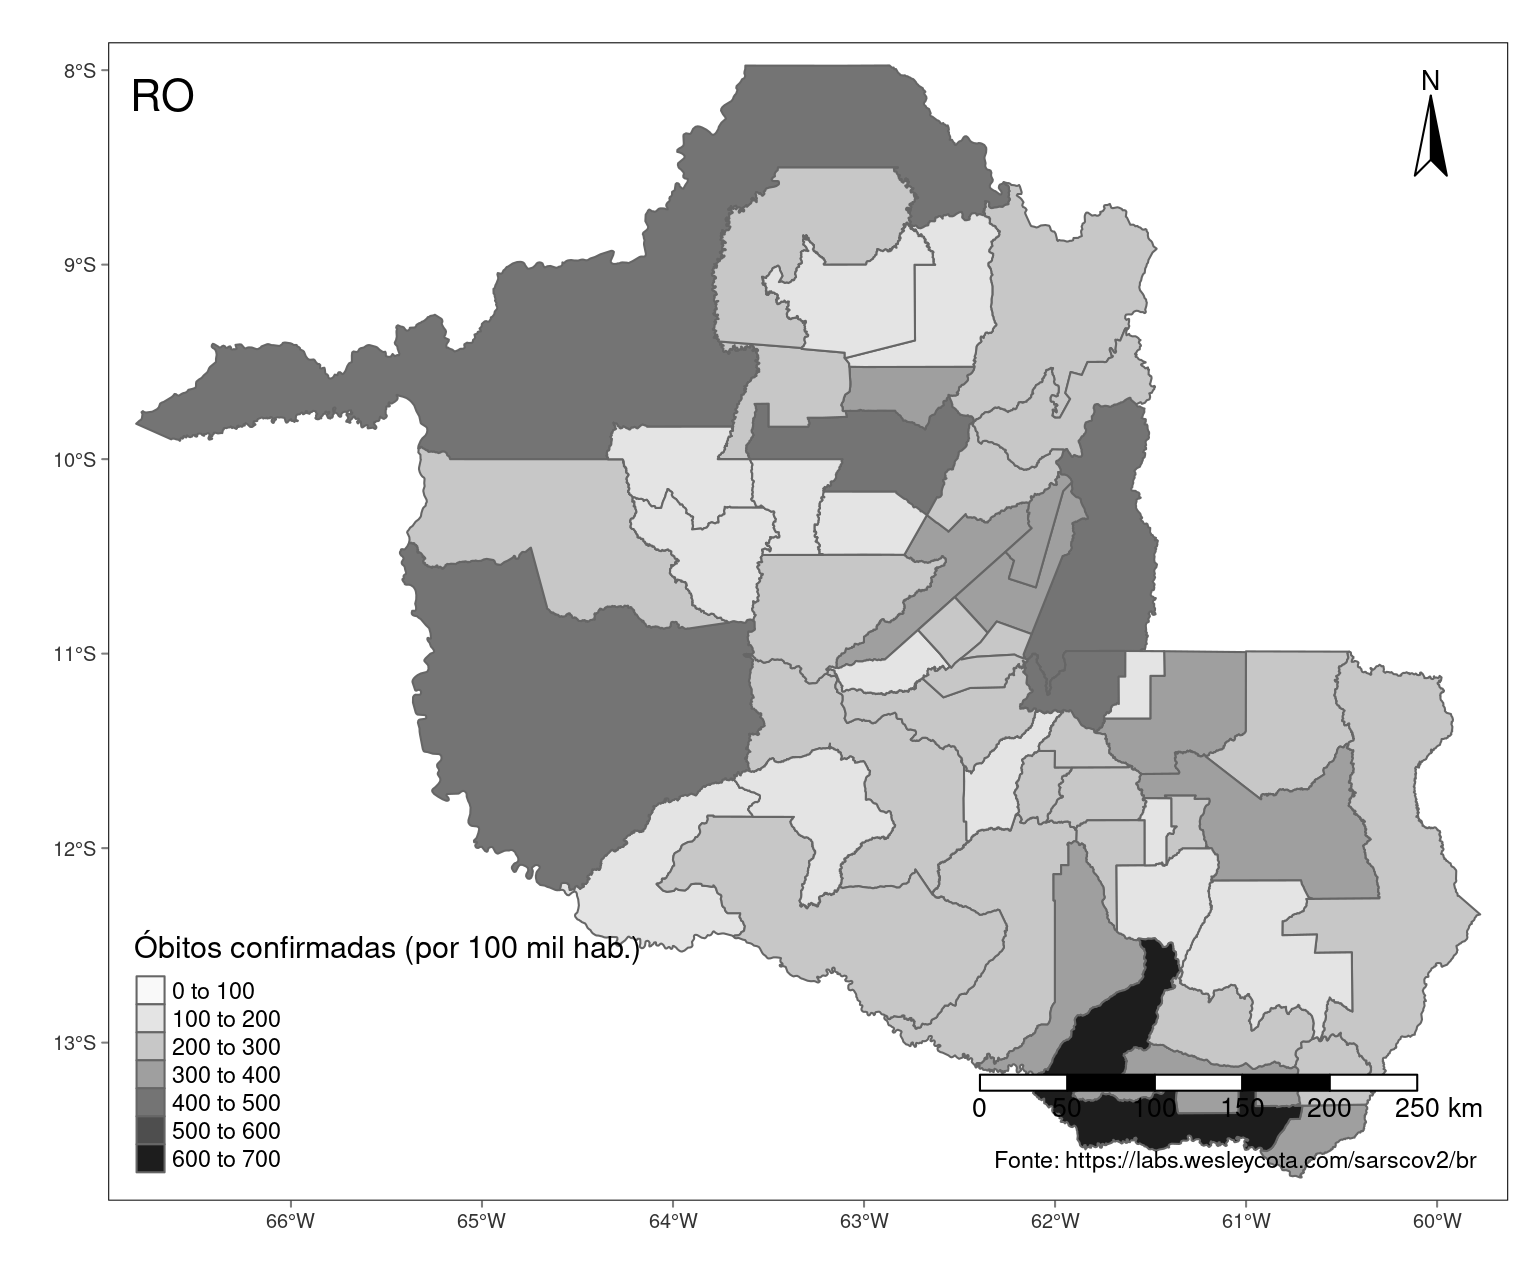 RO
N
8°S
9°S
10°S
11°S
12°S
13°S
Óbitos confirmadas (por 100 mil hab.)
0 to 100
100 to 200
200 to 300
300 to 400
400 to 500
500 to 600
600 to 700
0 50 100 150 200 250 km
Fonte: https://labs.wesleycota.com/sarscov2/br
66°W 65°W 64°W 63°W 62°W 61°W 60°W